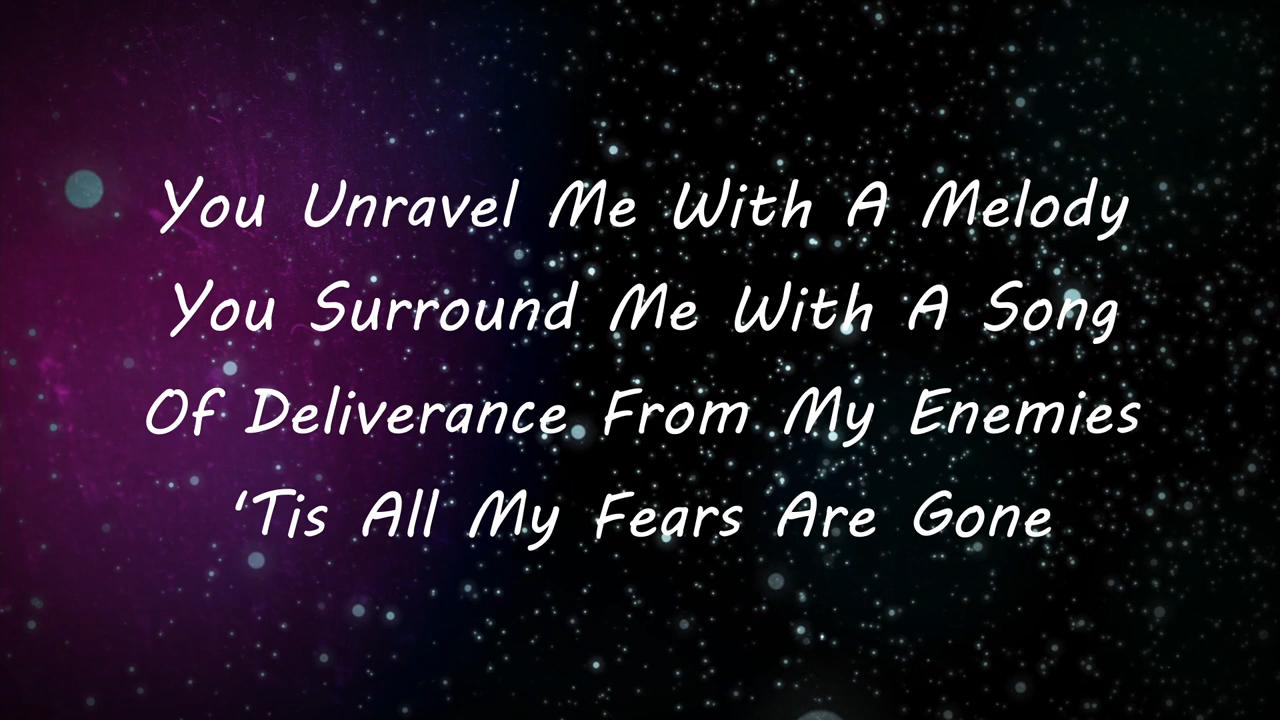 You Unravel Me With A Melody
You Surround Me With A Song
Of Deliverance From My Enemies
'Tis All My Fears Are Gone